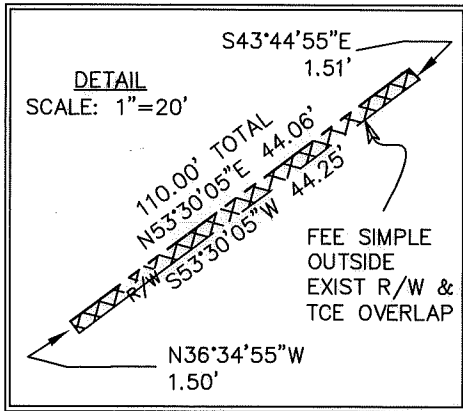 S43°44'55"E
1.51'
DETAIL
SCALE: 1"=20'
110.00' TOTAL
N53°30'05"E 44.06'
R/W S53°30'05"W 44.25'
FEE SIMPLE
OUTSIDE
EXIST R/W &
TCE OVERLAP
N36°34'55"W
1.50'